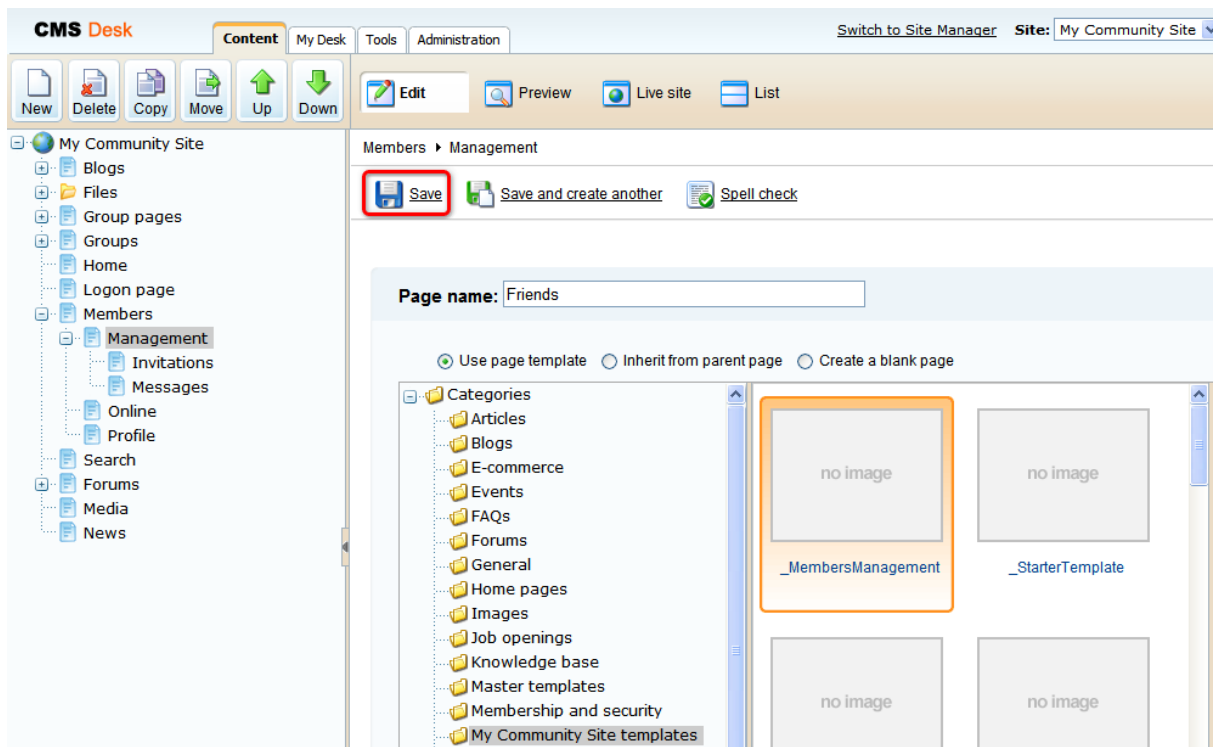 CMS Desk
Content
My Desk
Tools
Administration
Switch to Site Manager
Site: My Community Site
New
Delete
Copy
Move
Up
Down
Edit
Preview
Live site
List
My Community Site
Blogs
Files
Group pages
Groups
Home
Logon page
Members
Management
Invitations
Messages
Online
Profile
Search
Forums
Media
News
Members ▸ Management
Save
Save and create another
Spell check
Page name: Friends
Use page template
Inherit from parent page
Create a blank page
Categories
Articles
Blogs
E-commerce
Events
FAQs
Forums
General
Home pages
Images
Job openings
Knowledge base
Master templates
Membership and security
My Community Site templates
no image
no image
_MembersManagement
_StarterTemplate
no image
no image